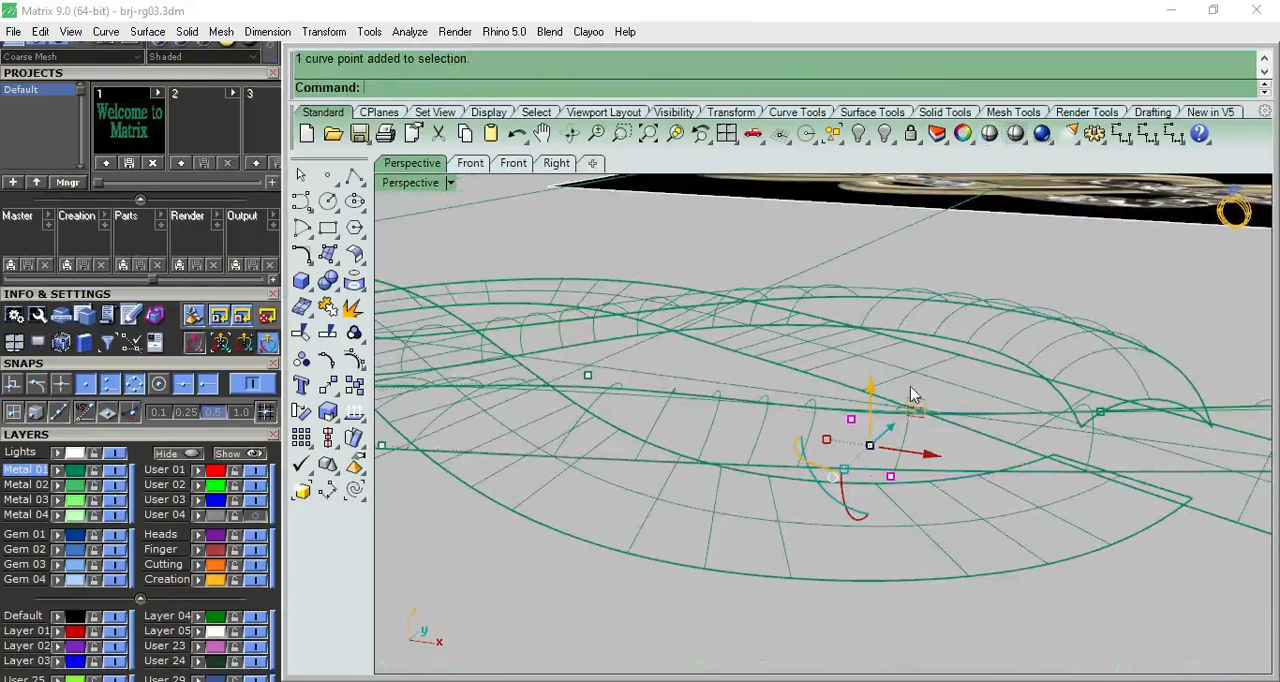 Matrix 9.0 (64-bit) - brj-rg03.3dm
File Edit View Curve Surface Solid Mesh Dimension Transform Tools Analyze Render Rhino 5.0 Blend Clayoo Help
Coarse Mesh Shaded
PROJECTS
Default
1 2 3
Welcome to
Matrix
Mngr
Master Creation Parts Render Output
INFO & SETTINGS
SNAPS
0.1 0.25 0.5 1.0
LAYERS
Lights Hide Show
Metal 01 User 01
Metal 02 User 02
Metal 03 User 03
Metal 04 User 04
Gem 01 Heads
Gem 02 Finger
Gem 03 Cutting
Gem 04 Creation
Default Layer 04
Layer 01 Layer 05
Layer 02 User 23
Layer 03 User 24
User 25 User 29
1 curve point added to selection.
Command:
Standard CPlanes Set View Display Select Viewport Layout Visibility Transform Curve Tools Surface Tools Solid Tools Mesh Tools Render Tools Drafting New in V5
Perspective Front Front Right
Perspective
z
y
x